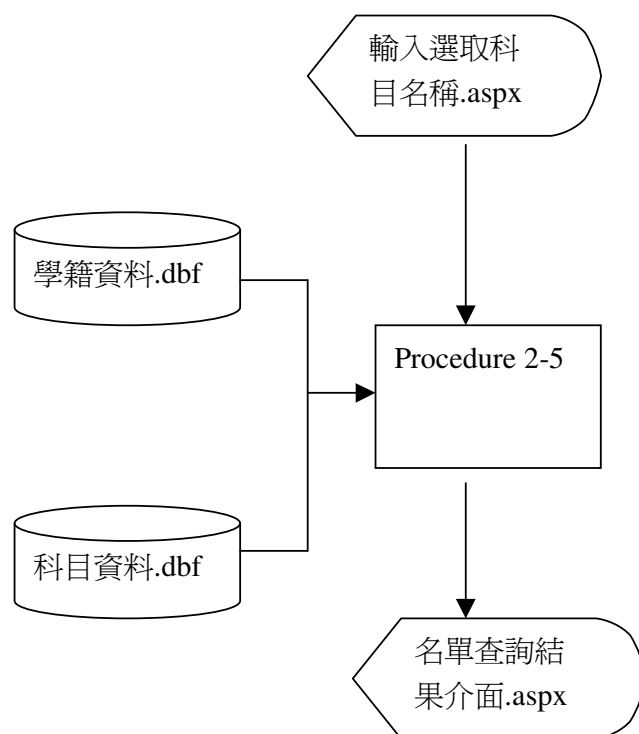 輸入選取科
目名稱.aspx
學籍資料.dbf
Procedure 2-5
科目資料.dbf
名單查詢結
果介面.aspx